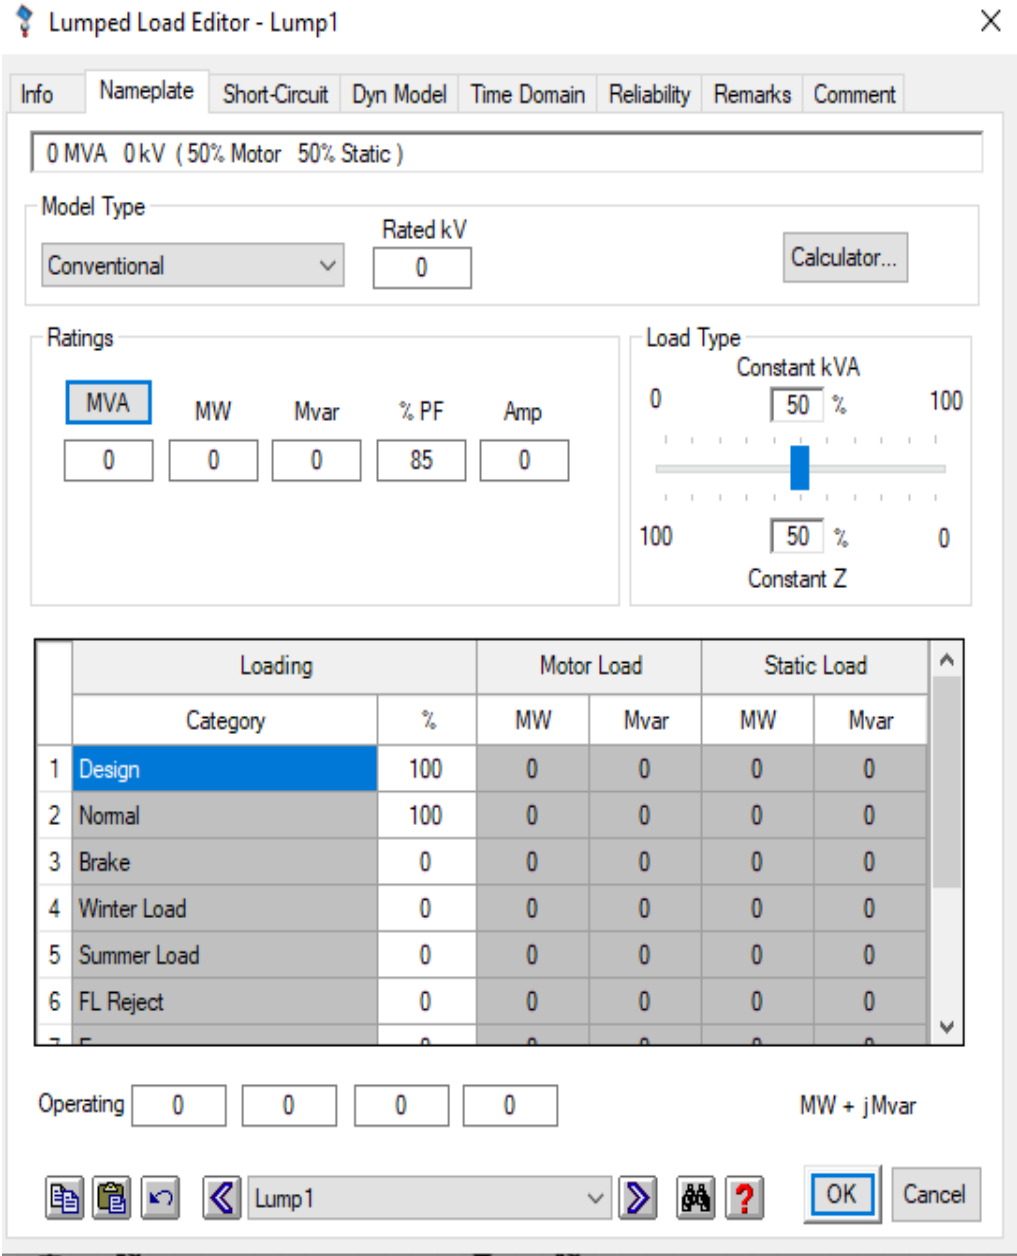 Lumped Load Editor - Lump1
Info Nameplate Short-Circuit Dyn Model Time Domain Reliability Remarks Comment
0 MVA 0 kV ( 50% Motor 50% Static )
Model Type
Rated kV
Conventional 0 Calculator...
Ratings
MVA MW Mvar % PF Amp
0 0 0 85 0
Load Type
Constant kVA
0 50 % 100
100 50 % 0
Constant Z
Loading Motor Load Static Load
Category % MW Mvar MW Mvar
1 Design 100 0 0 0 0
2 Normal 100 0 0 0 0
3 Brake 0 0 0 0 0
4 Winter Load 0 0 0 0 0
5 Summer Load 0 0 0 0 0
6 FL Reject 0 0 0 0 0
Operating 0 0 0 0 MW + jMvar
Lump1 ? OK Cancel